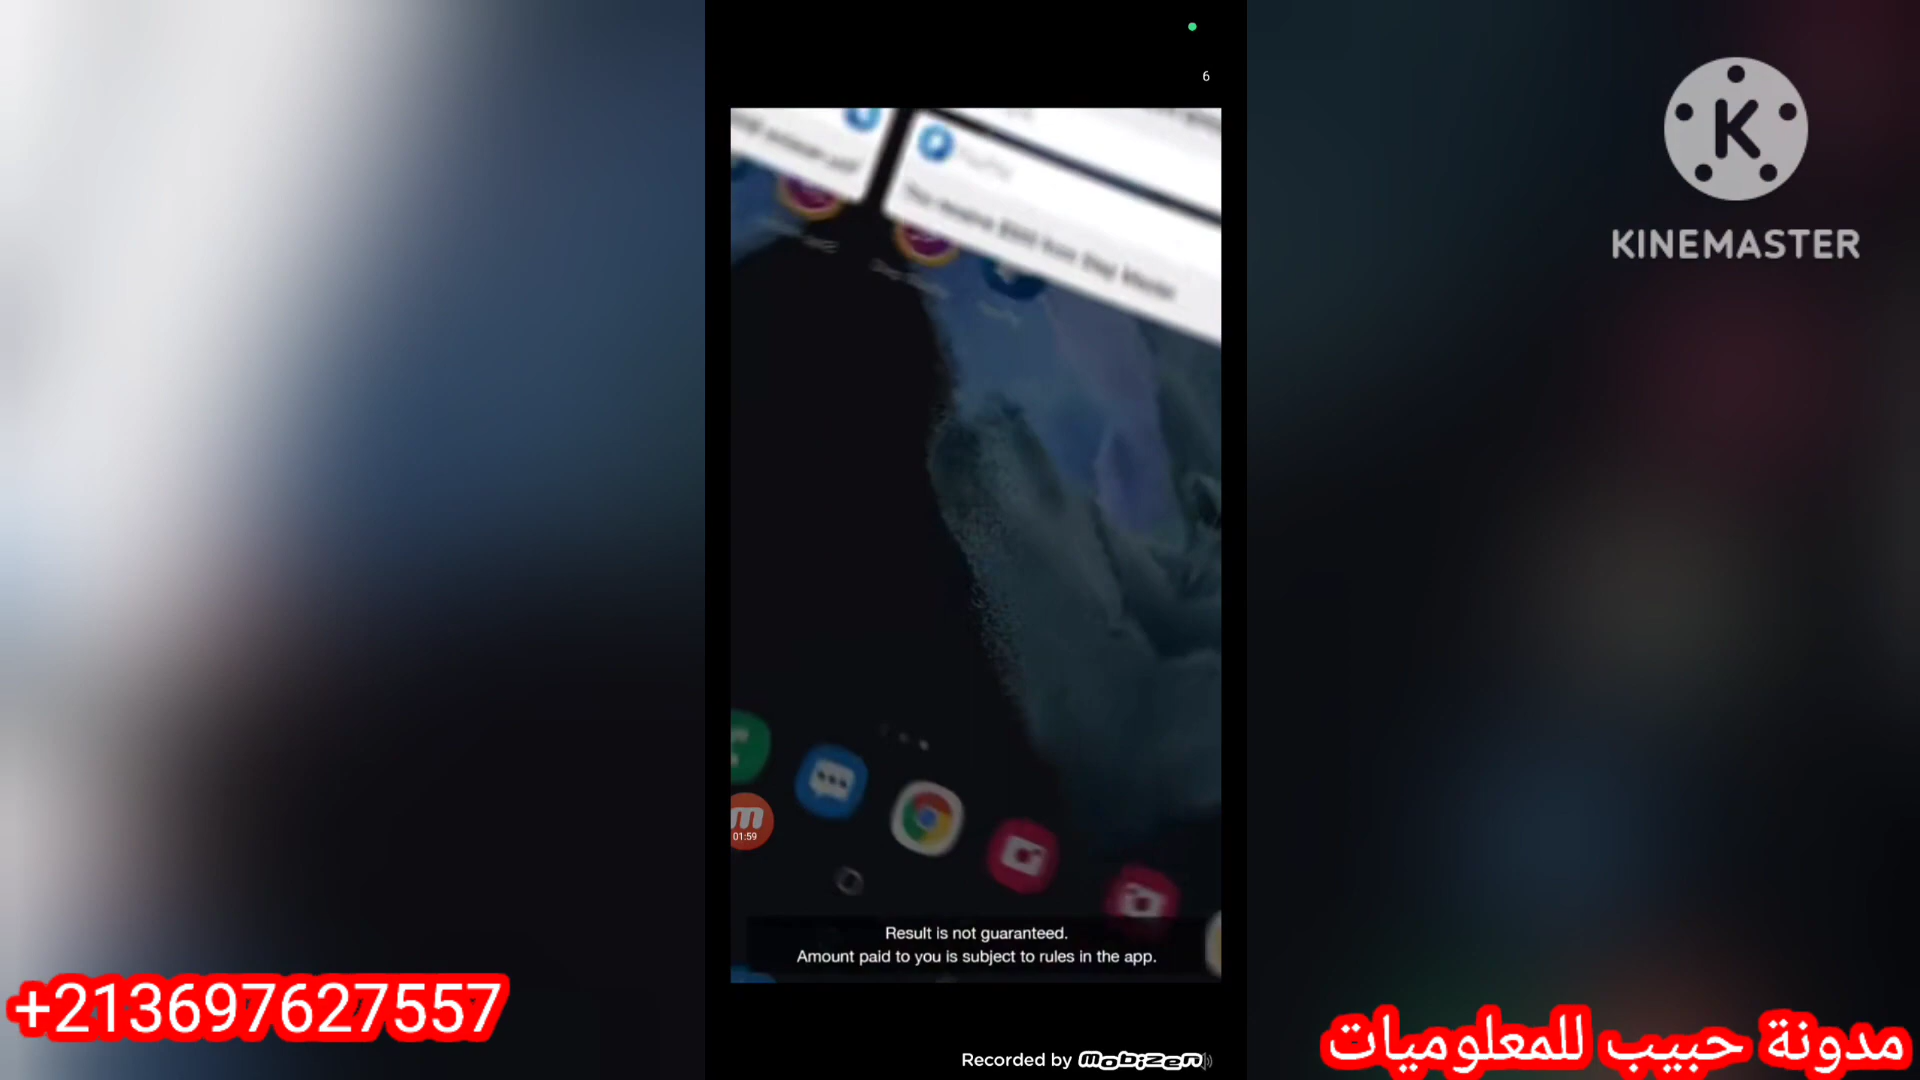 6
K
KINEMASTER
01:59
Result is not guaranteed.
Amount paid to you is subject to rules in the app.
+213697627557
مدونة حبيب للمعلوميات
Recorded by mobizen